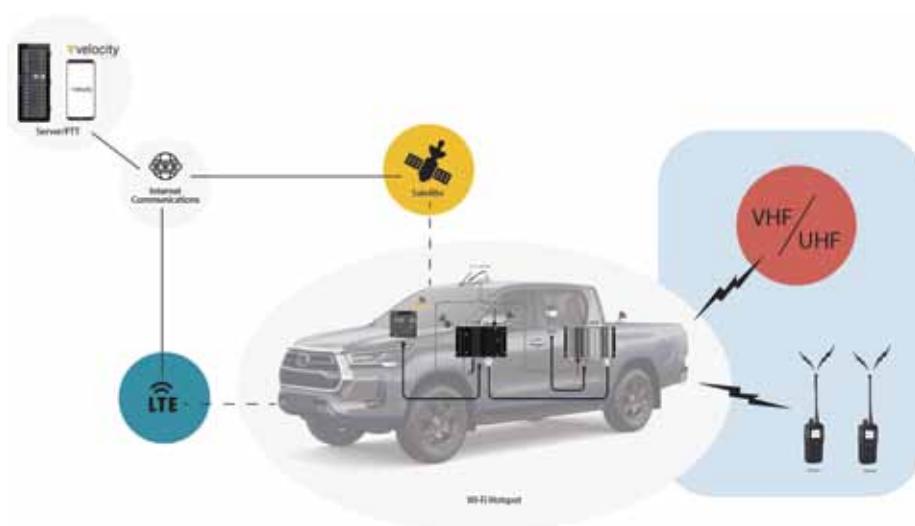 velocity
Server/PTT
Internet
Communications
Satellite
VHF/
UHF
LTE
Wi-Fi Hotspot